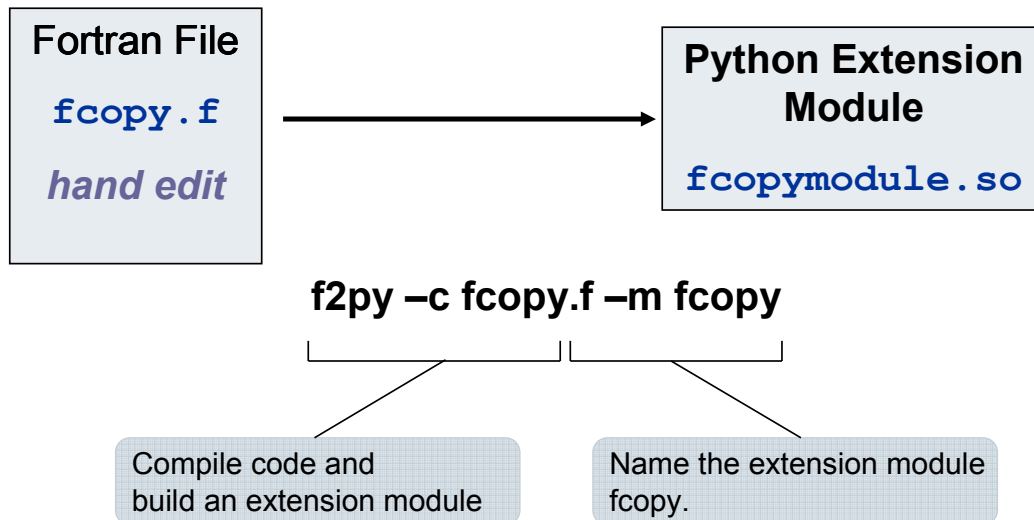 Fortran File
fcopy.f
hand edit
Python Extension
Module
fcopymodule.so
f2py –c fcopy.f –m fcopy
Compile code and
build an extension module
Name the extension module
fcopy.